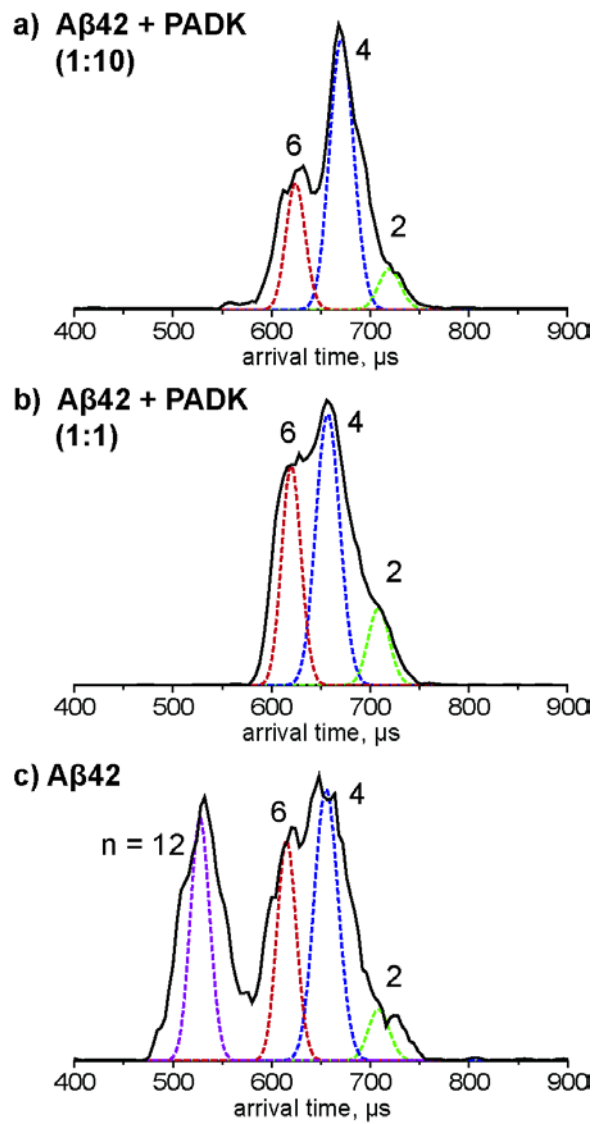 a) Aβ42 + PADK
(1:10)
4
6
2
400 500 600 700 800 900
arrival time, µs
b) Aβ42 + PADK
(1:1)
6 4
2
400 500 600 700 800 900
arrival time, µs
c) Aβ42
n = 12 6 4
2
400 500 600 700 800 900
arrival time, µs